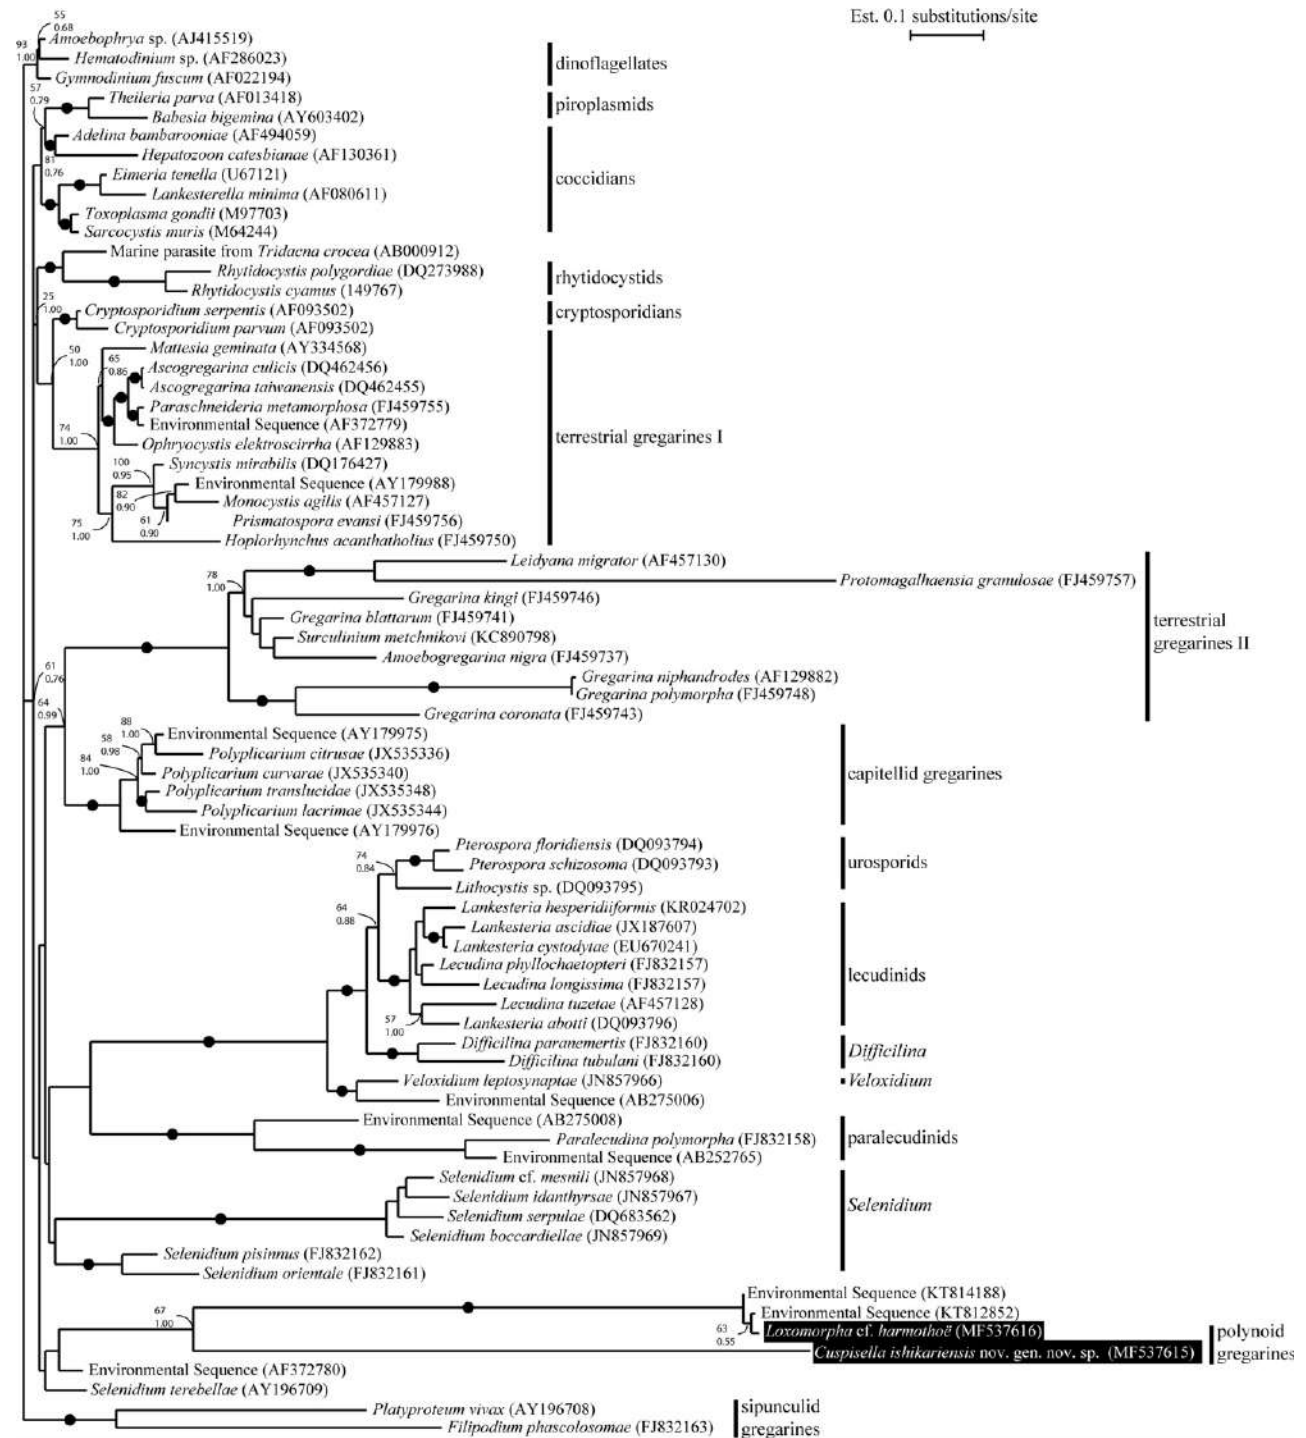 Est. 0.1 substitutions/site
55
0.68
93
1.00
Amoebophrya sp. (AJ415519)
Hematodinium sp. (AF286023)
Gymnodinium fuscum (AF022194)
dinoflagellates
57
0.79
Theileria parva (AF013418)
Babesia bigemina (AY603402)
piroplasmids
Adelina bambarooniae (AF494059)
Hepatozoon catesbianae (AF130361)
81
0.76
Eimeria tenella (U67121)
Lankesterella minima (AF080611)
Toxoplasma gondii (M97703)
Sarcocystis muris (M64244)
coccidians
Marine parasite from Tridacna crocea (AB000912)
Rhytidocystis polygordiae (DQ273988)
Rhytidocystis cyamus (149767)
rhytidocystids
25
1.00
Cryptosporidium serpentis (AF093502)
Cryptosporidium parvum (AF093502)
cryptosporidians
50
1.00
Mattesia geminata (AY334568)
65
0.86
Ascogregarina culicis (DQ462456)
Ascogregarina taiwanensis (DQ462455)
Paraschneideria metamorphosa (FJ459755)
Environmental Sequence (AF372779)
Ophryocystis elektroscirrha (AF129883)
74
1.00
terrestrial gregarines I
100
0.95
Syncystis mirabilis (DQ176427)
Environmental Sequence (AY179988)
82
0.90
Monocystis agilis (AF457127)
61
0.90
Prismatospora evansi (FJ459756)
75
1.00
Hoplorhynchus acanthatholius (FJ459750)
Leidyana migrator (AF457130)
78
1.00
Protomagalhaensia granulosae (FJ459757)
Gregarina kingi (FJ459746)
Gregarina blattarum (FJ459741)
Surculinium metchnikovi (KC890798)
Amoebogregarina nigra (FJ459737)
terrestrial
gregarines II
61
0.76
Gregarina niphandrodes (AF129882)
Gregarina polymorpha (FJ459748)
64
0.99
Gregarina coronata (FJ459743)
88
1.00
Environmental Sequence (AY179975)
58
0.98
Polyplicarium citrusae (JX535336)
84
1.00
Polyplicarium curvarae (JX535340)
Polyplicarium translucidae (JX535348)
Polyplicarium lacrimae (JX535344)
Environmental Sequence (AY179976)
capitellid gregarines
Pterospora floridiensis (DQ093794)
74
0.84
Pterospora schizosoma (DQ093793)
Lithocystis sp. (DQ093795)
urosporids
64
0.88
Lankesteria hesperidiiformis (KR024702)
Lankesteria ascidiae (JX187607)
Lankesteria cystodytae (EU670241)
Lecudina phyllochaetopteri (FJ832157)
Lecudina longissima (FJ832157)
Lecudina tuzetae (AF457128)
57
1.00
Lankesteria abotti (DQ093796)
lecudinids
Difficilina paranemertis (FJ832160)
Difficilina tubulani (FJ832160)
Difficilina
Veloxidium leptosynaptae (JN857966)
Veloxidium
Environmental Sequence (AB275006)
Environmental Sequence (AB275008)
Paralecudina polymorpha (FJ832158)
Environmental Sequence (AB252765)
paralecudinids
Selenidium cf. mesnili (JN857968)
Selenidium idanthyrsae (JN857967)
Selenidium serpulae (DQ683562)
Selenidium boccardiellae (JN857969)
Selenidium pisinnus (FJ832162)
Selenidium orientale (FJ832161)
Selenidium
Environmental Sequence (KT814188)
67
1.00
Environmental Sequence (KT812852)
63
0.55
Loxomorpha cf. harmothoë (MF537616)
Cuspisella ishikariensis nov. gen. nov. sp. (MF537615)
polynoid
gregarines
Environmental Sequence (AF372780)
Selenidium terebellae (AY196709)
Platyproteum vivax (AY196708)
Filipodium phascolosomae (FJ832163)
sipunculid
gregarines